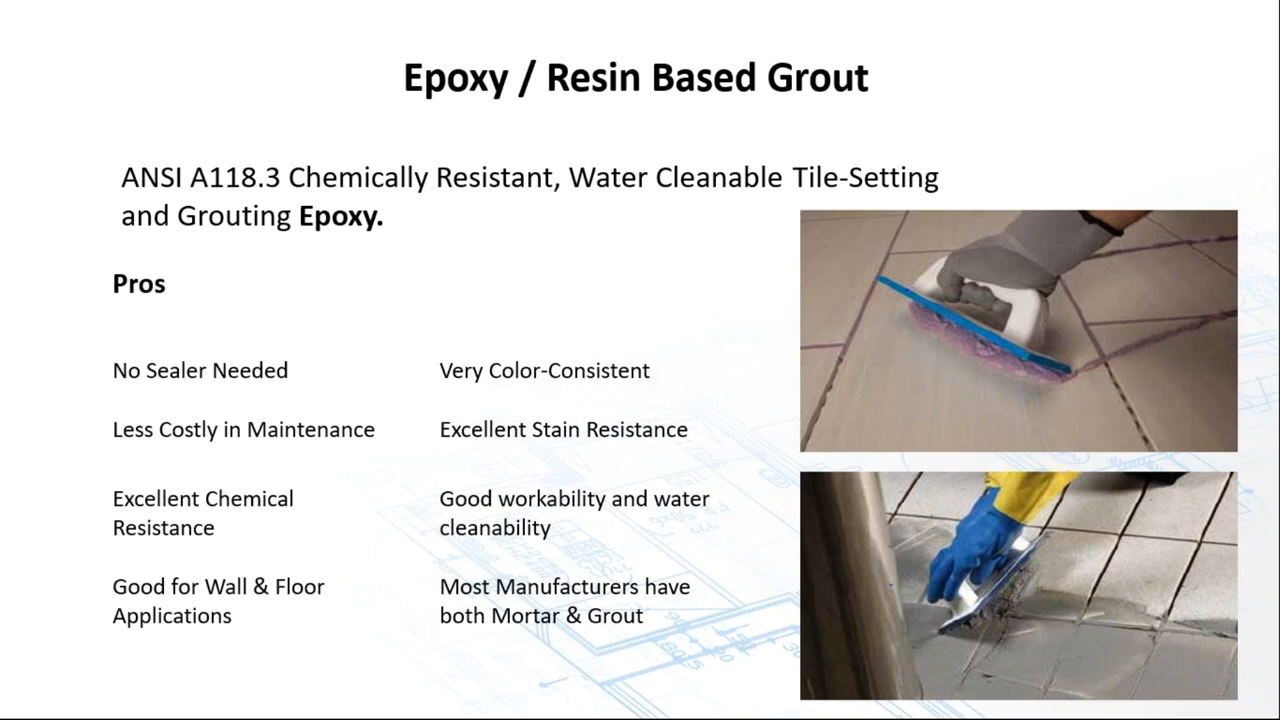 Epoxy / Resin Based Grout
ANSI A118.3 Chemically Resistant, Water Cleanable Tile-Setting
and Grouting Epoxy.
Pros
No Sealer Needed
Very Color-Consistent
Less Costly in Maintenance
Excellent Stain Resistance
Excellent Chemical
Resistance
Good workability and water
cleanability
Good for Wall & Floor
Applications
Most Manufacturers have
both Mortar & Grout